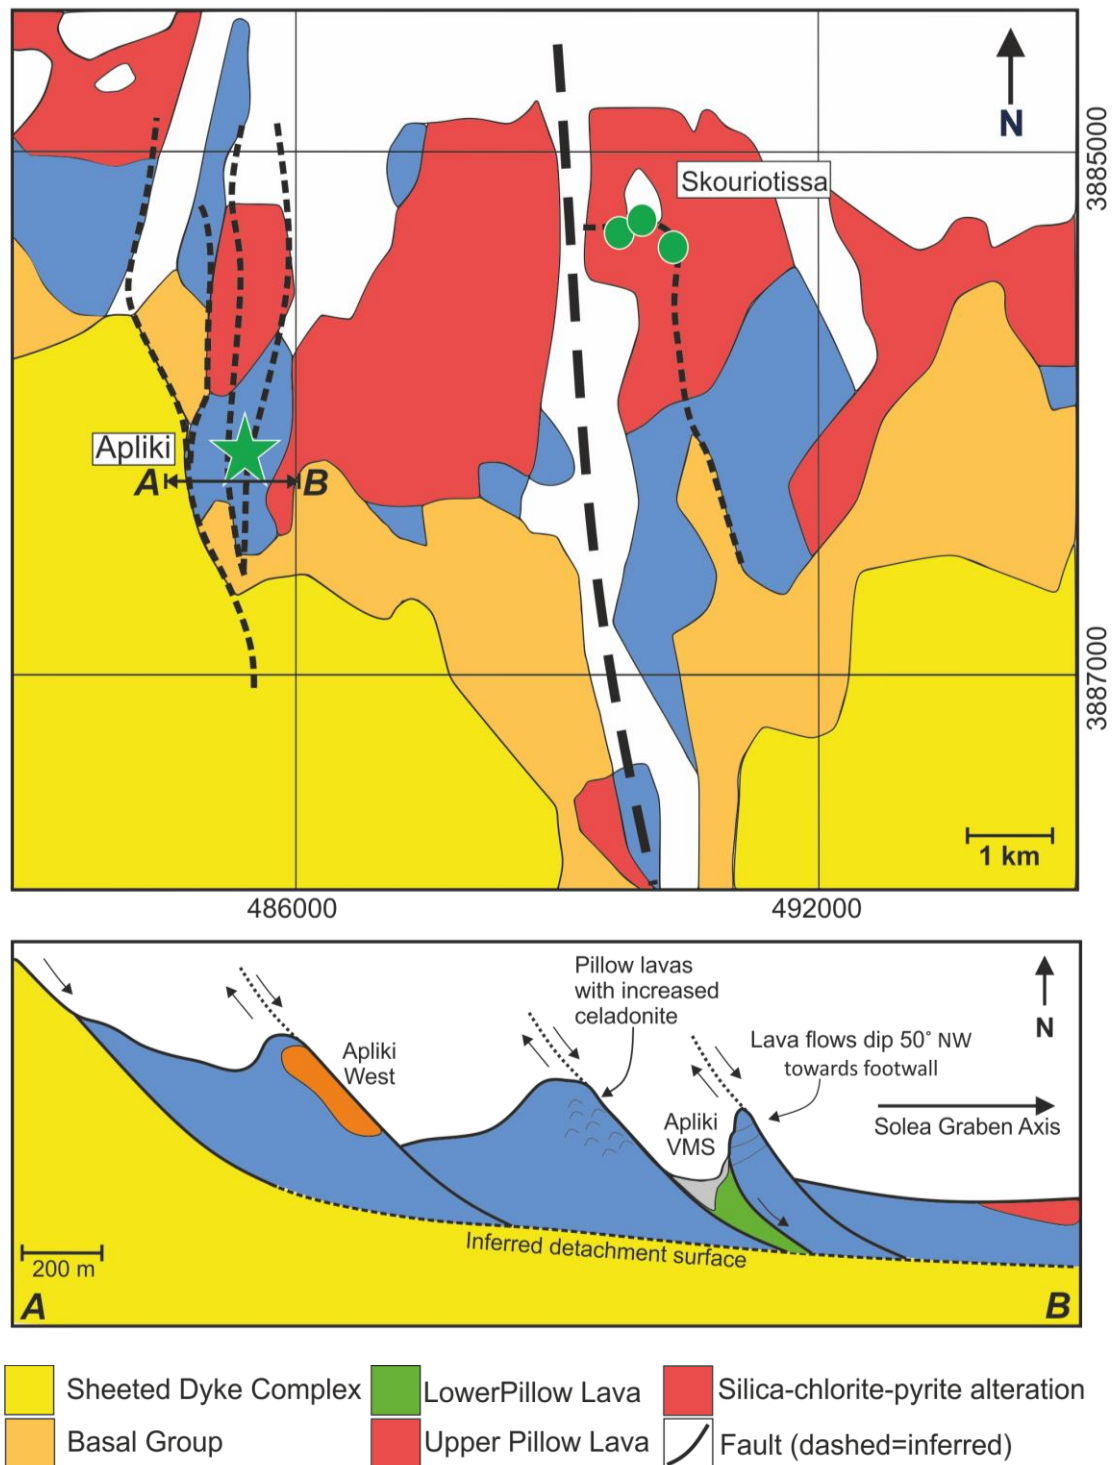 N
3885000
Skouriotissa
Apliki
A
B
3887000
1 km
486000
492000
Pillow lavas
with increased
celadonite
N
Apliki
West
Lava flows dip 50° NW
towards footwall
Apliki
VMS
Solea Graben Axis
Inferred detachment surface
200 m
A
B
Sheeted Dyke Complex
LowerPillow Lava
Silica-chlorite-pyrite alteration
Basal Group
Upper Pillow Lava
Fault (dashed=inferred)